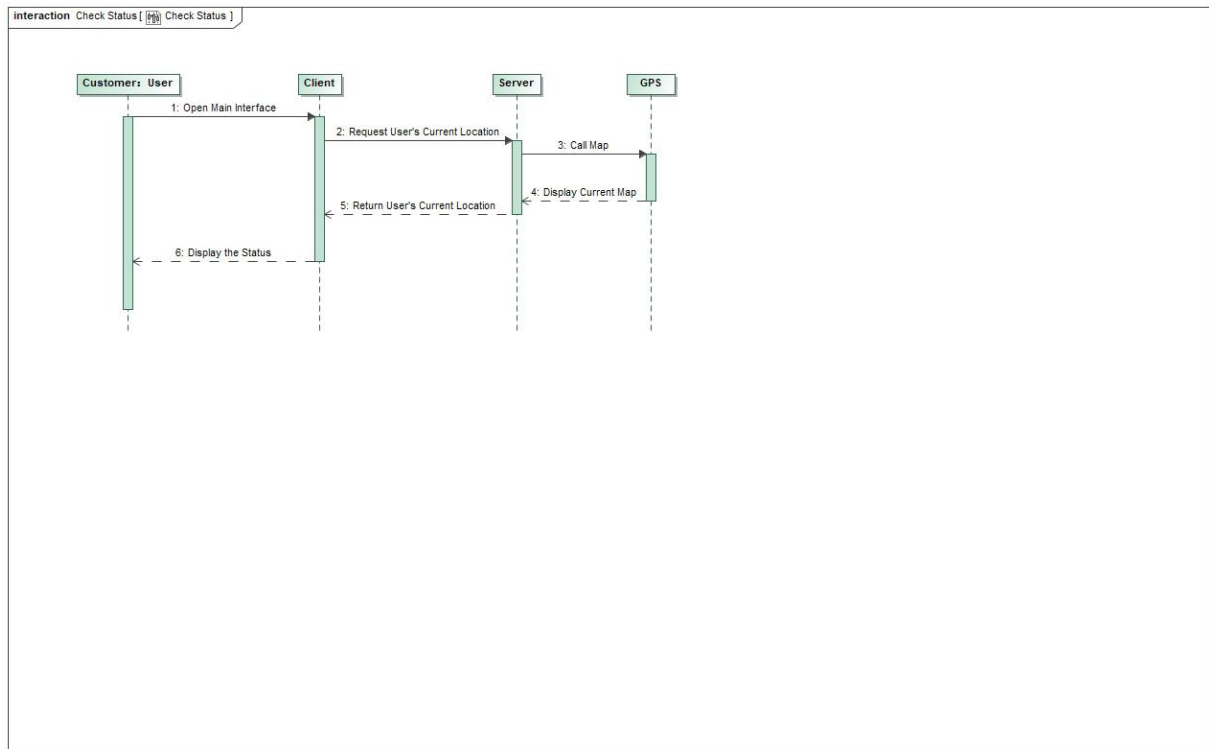 interaction Check Status [ Check Status ]
Customer： User
Client
Server
GPS
1: Open Main Interface
2: Request User's Current Location
3: Call Map
4: Display Current Map
5: Return User's Current Location
6: Display the Status